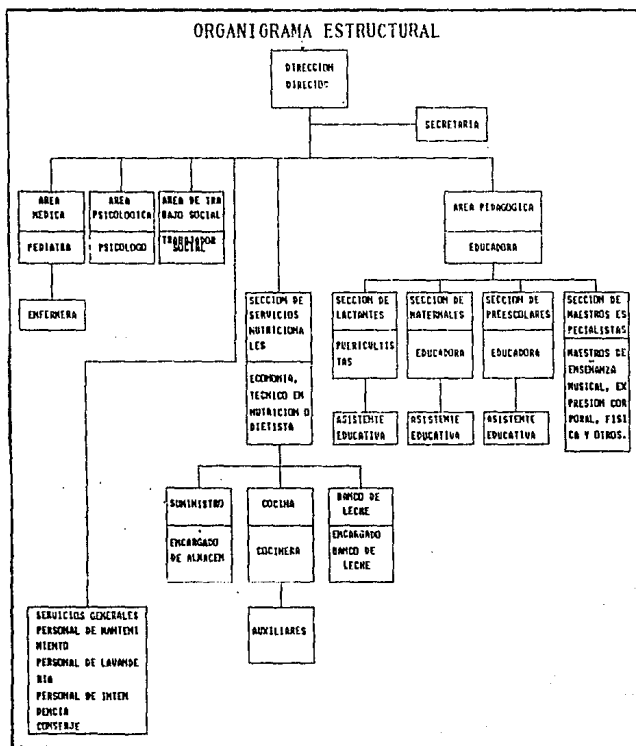 ORGANIGRAMA ESTRUCTURAL
DIRECCION
DIRECTOR
SECRETARIA
AREA
MEDICA
PEDIATRA
AREA
PSICOLOGICA
PSICOLOGO
AREA DE TRA
BAJO SOCIAL
TRABAJADOR
SOCIAL
AREA PEDAGOGICA
EDUCADORA
ENFERMERA
SECCION DE
SERVICIOS
NUTRICIONA
LES
ECONOMIA,
TECNICO EN
NUTRICION O
DIETISTA
SECCION DE
LACTANTES
PUERICULTIS
TAS
ASISTENTE
EDUCATIVA
SECCION DE
MATERNALES
EDUCADORA
ASISTENTE
EDUCATIVA
SECCION DE
PREESCOLARES
EDUCADORA
ASISTENTE
EDUCATIVA
SECCION DE
MAESTROS ES
PECIALISTAS
MAESTROS DE
ENSEÑANZA
MUSICAL, EX
PRESION COR
PORAL, FISI
CA Y OTROS.
SUMINISTRO
ENCARGADO
DE ALMACEN
COCINA
COCINERA
BANCO DE
LECHE
ENCARGADO
BANCO DE
LECHE
AUXILIARES
SERVICIOS GENERALES
PERSONAL DE MANTENI
MIENTO
PERSONAL DE LAVANDE
RIA
PERSONAL DE INTEN
DENCIA
CONSERJE